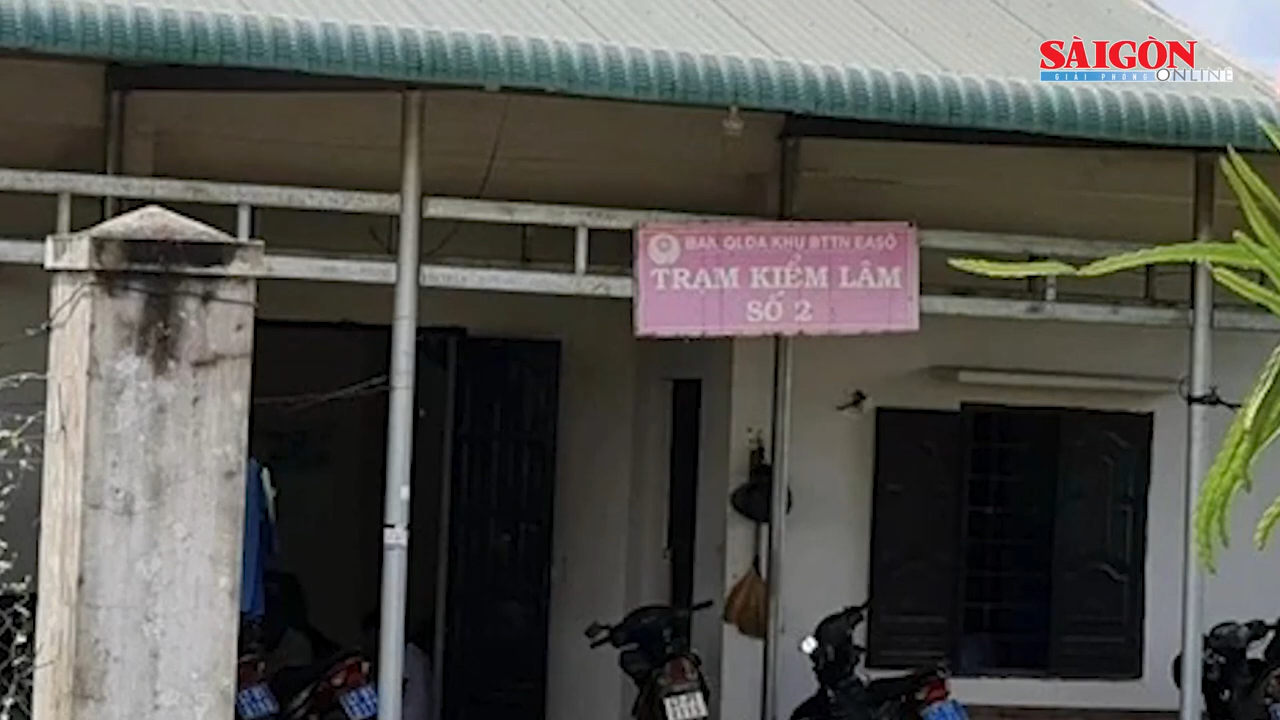 SÀIGÒN
GIẢI PHÓNG ONLINE
BAN QLDA KHU BTTN EASÔ
TRẠM KIỂM LÂM
SỐ 2